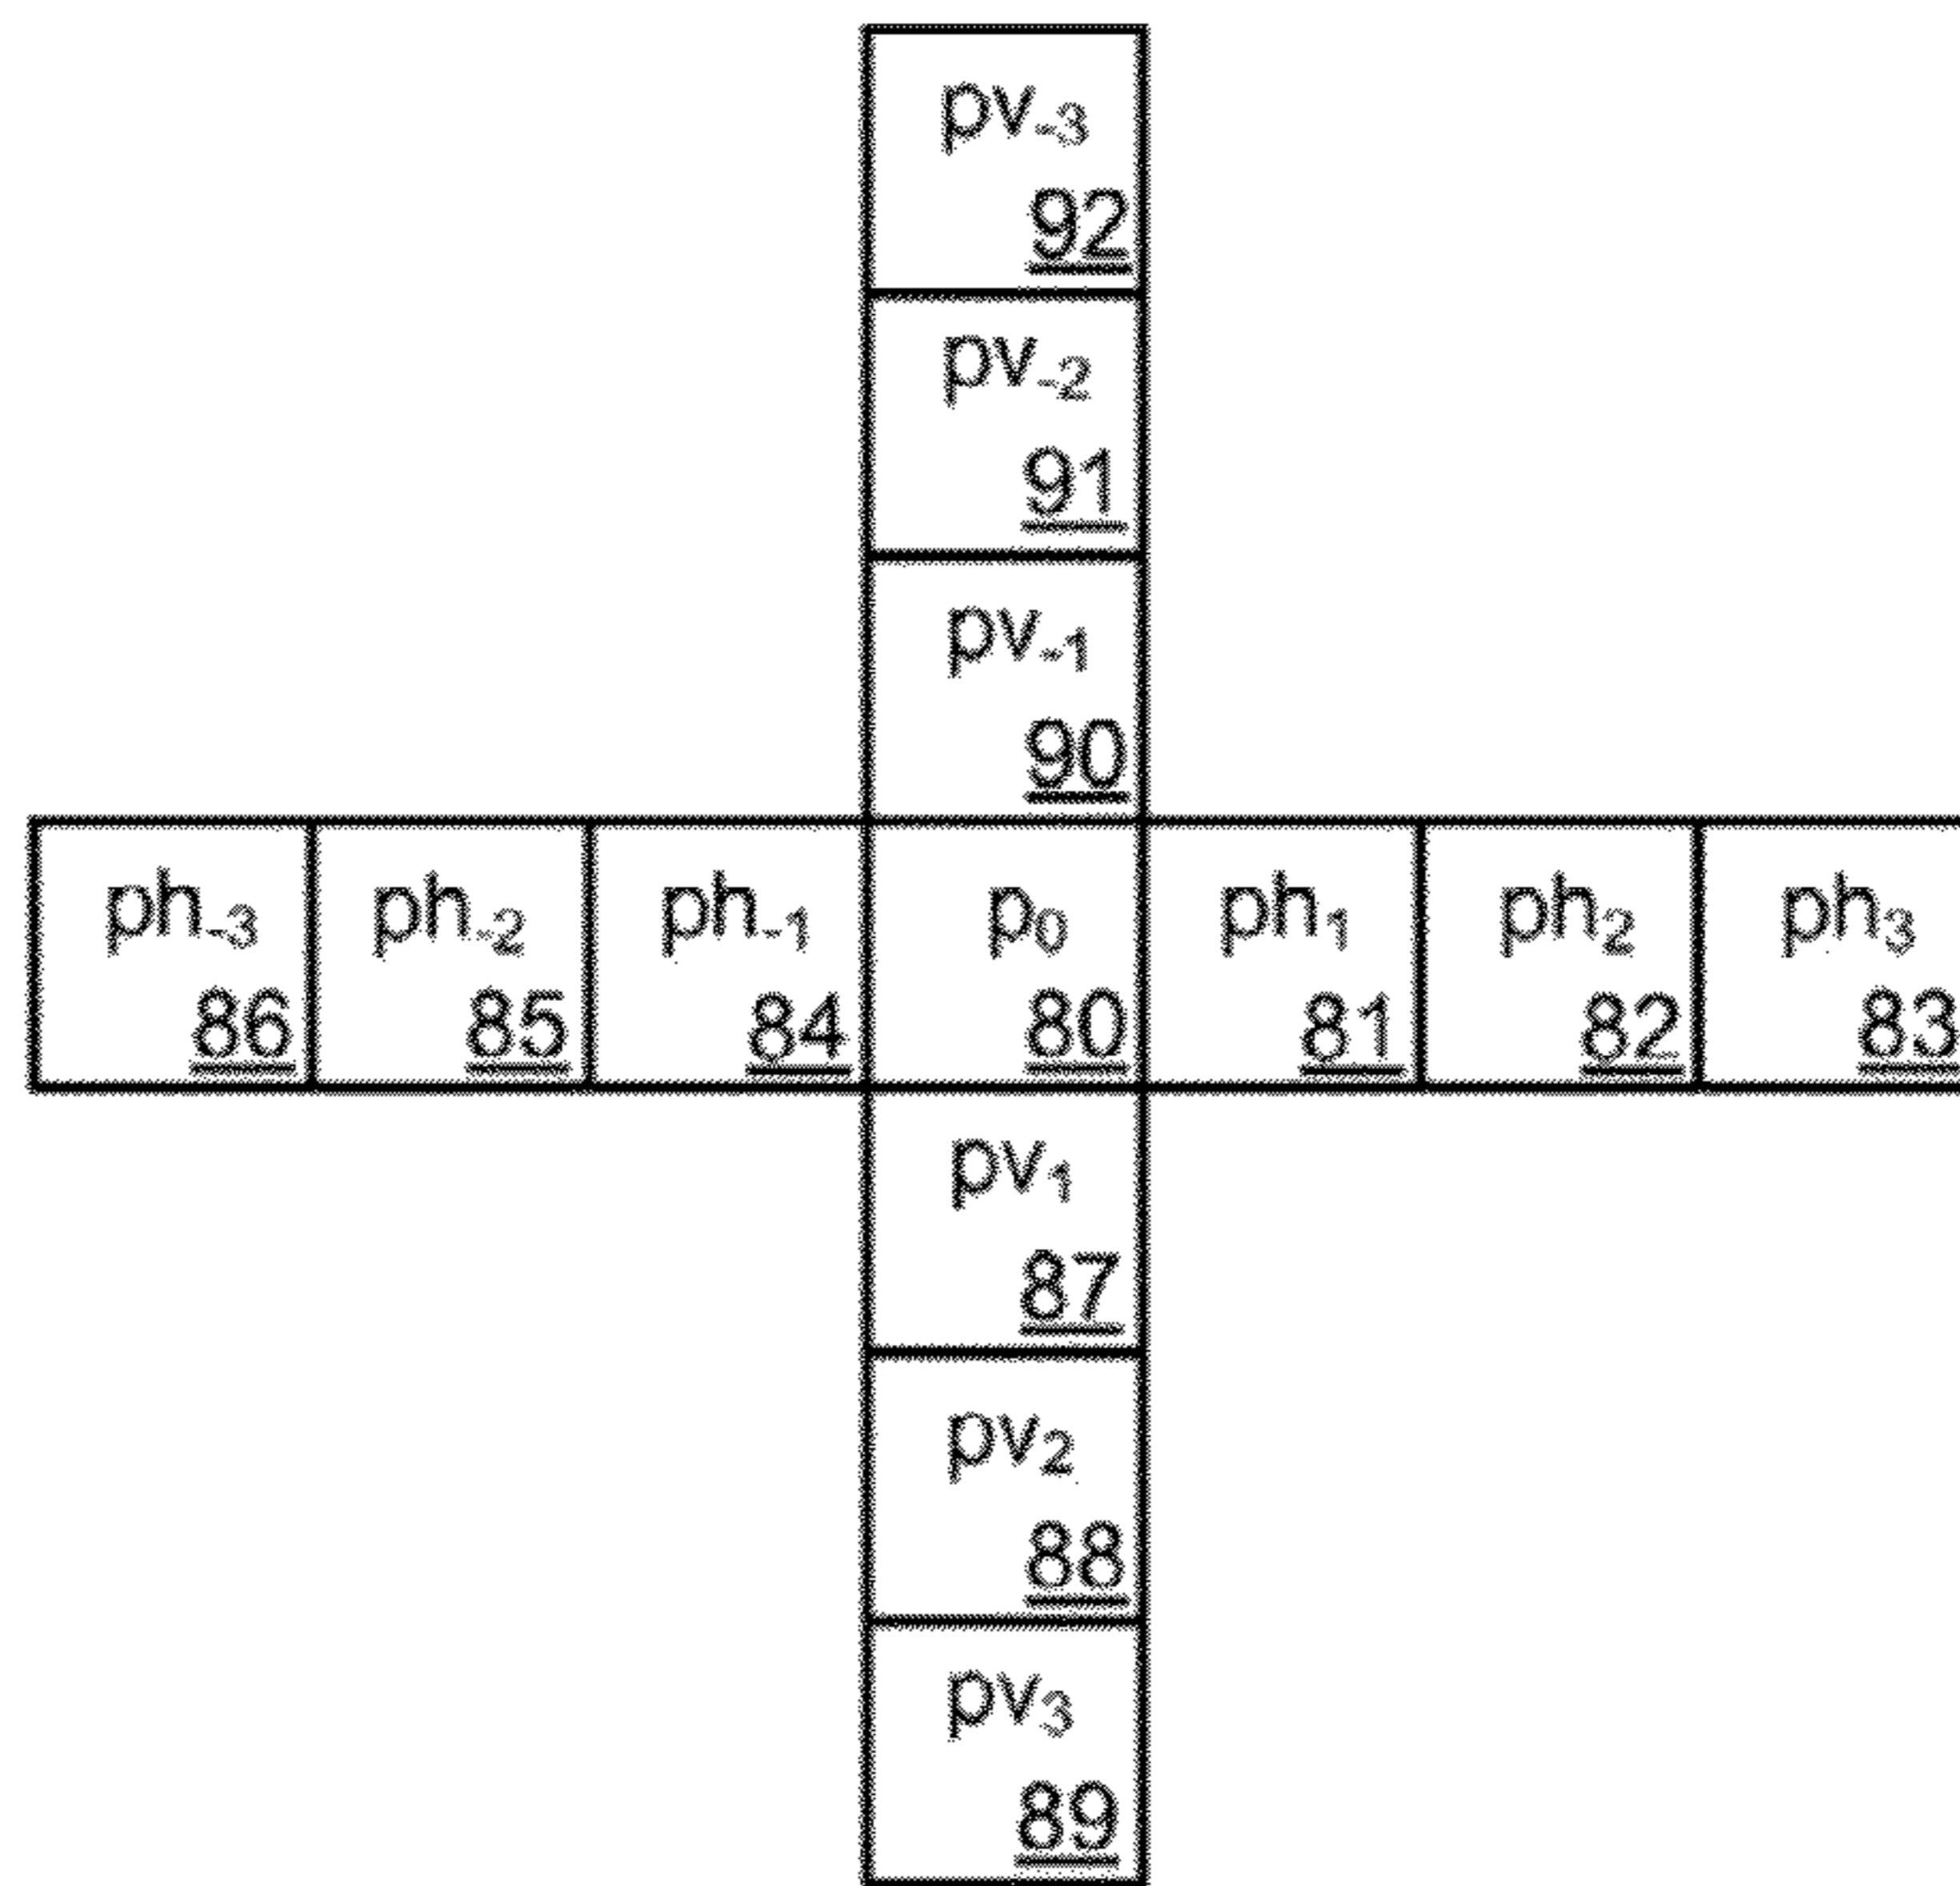 pv₋₃
92
pv₋₂
91
pv₋₁
90
ph₋₃ ph₋₂ ph₋₁ p₀ ph₁ ph₂ ph₃
86 85 84 80 81 82 83
pv₁
87
pv₂
88
pv₃
89